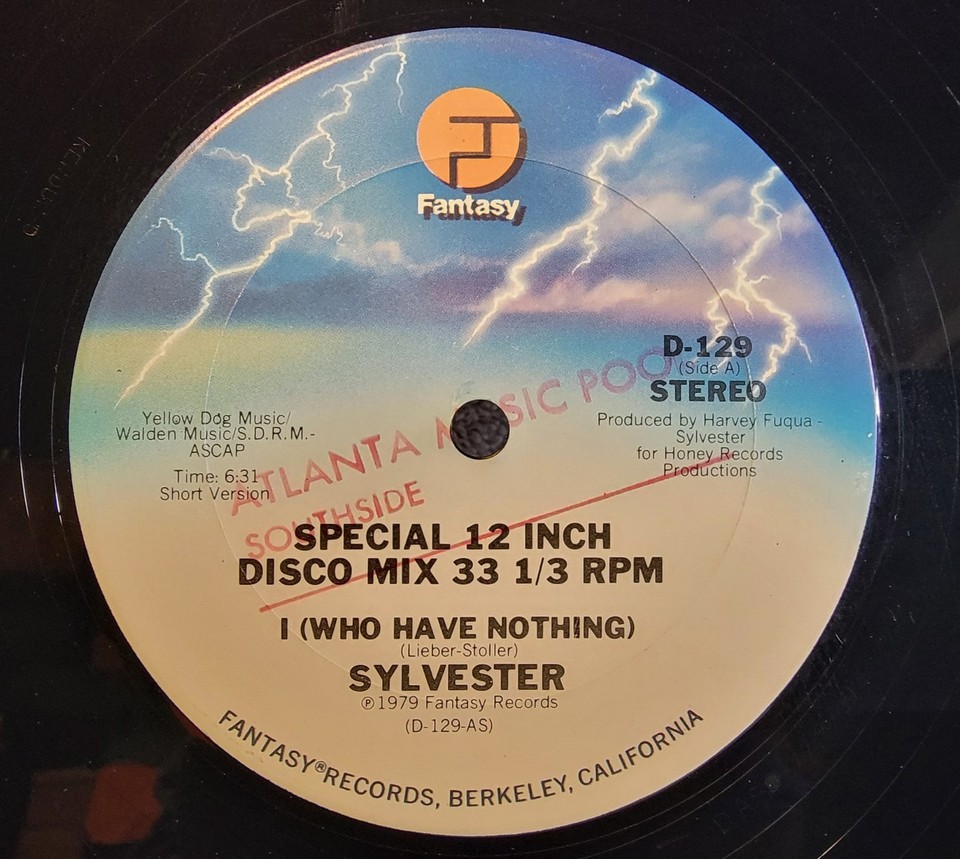 Fantasy
D-129
(Side A)
STEREO
Yellow Dog Music/
Walden Music/S.D.R.M.-
ASCAP
Time: 6:31
Short Version
Produced by Harvey Fuqua -
Sylvester
for Honey Records
Productions
ATLANTA MUSIC POOL
SOUTHSIDE
SPECIAL 12 INCH
DISCO MIX 33 1/3 RPM
I (WHO HAVE NOTHING)
(Lieber-Stoller)
SYLVESTER
℗1979 Fantasy Records
(D-129-AS)
FANTASY® RECORDS, BERKELEY, CALIFORNIA